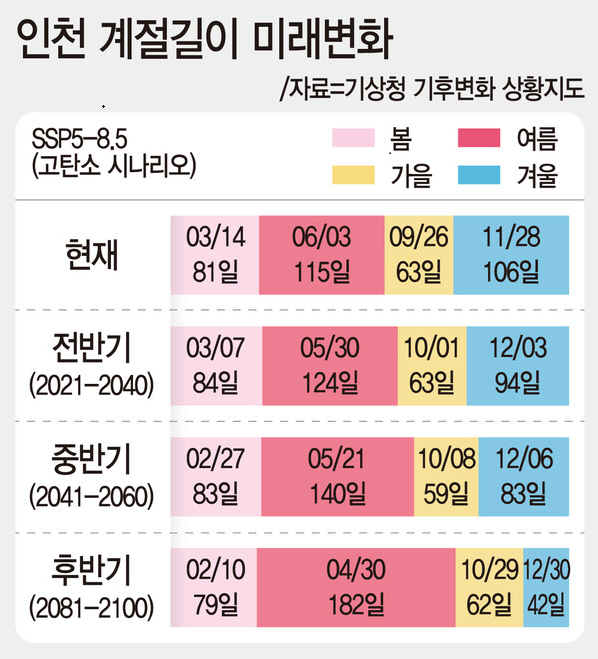 인천 계절길이 미래변화
/자료=기상청 기후변화 상황지도
SSP5-8.5
(고탄소 시나리오)
봄 여름
가을 겨울
현재
03/14 06/03 09/26 11/28
81일 115일 63일 106일
전반기
(2021-2040)
03/07 05/30 10/01 12/03
84일 124일 63일 94일
중반기
(2041-2060)
02/27 05/21 10/08 12/06
83일 140일 59일 83일
후반기
(2081-2100)
02/10 04/30 10/29 12/30
79일 182일 62일 42일